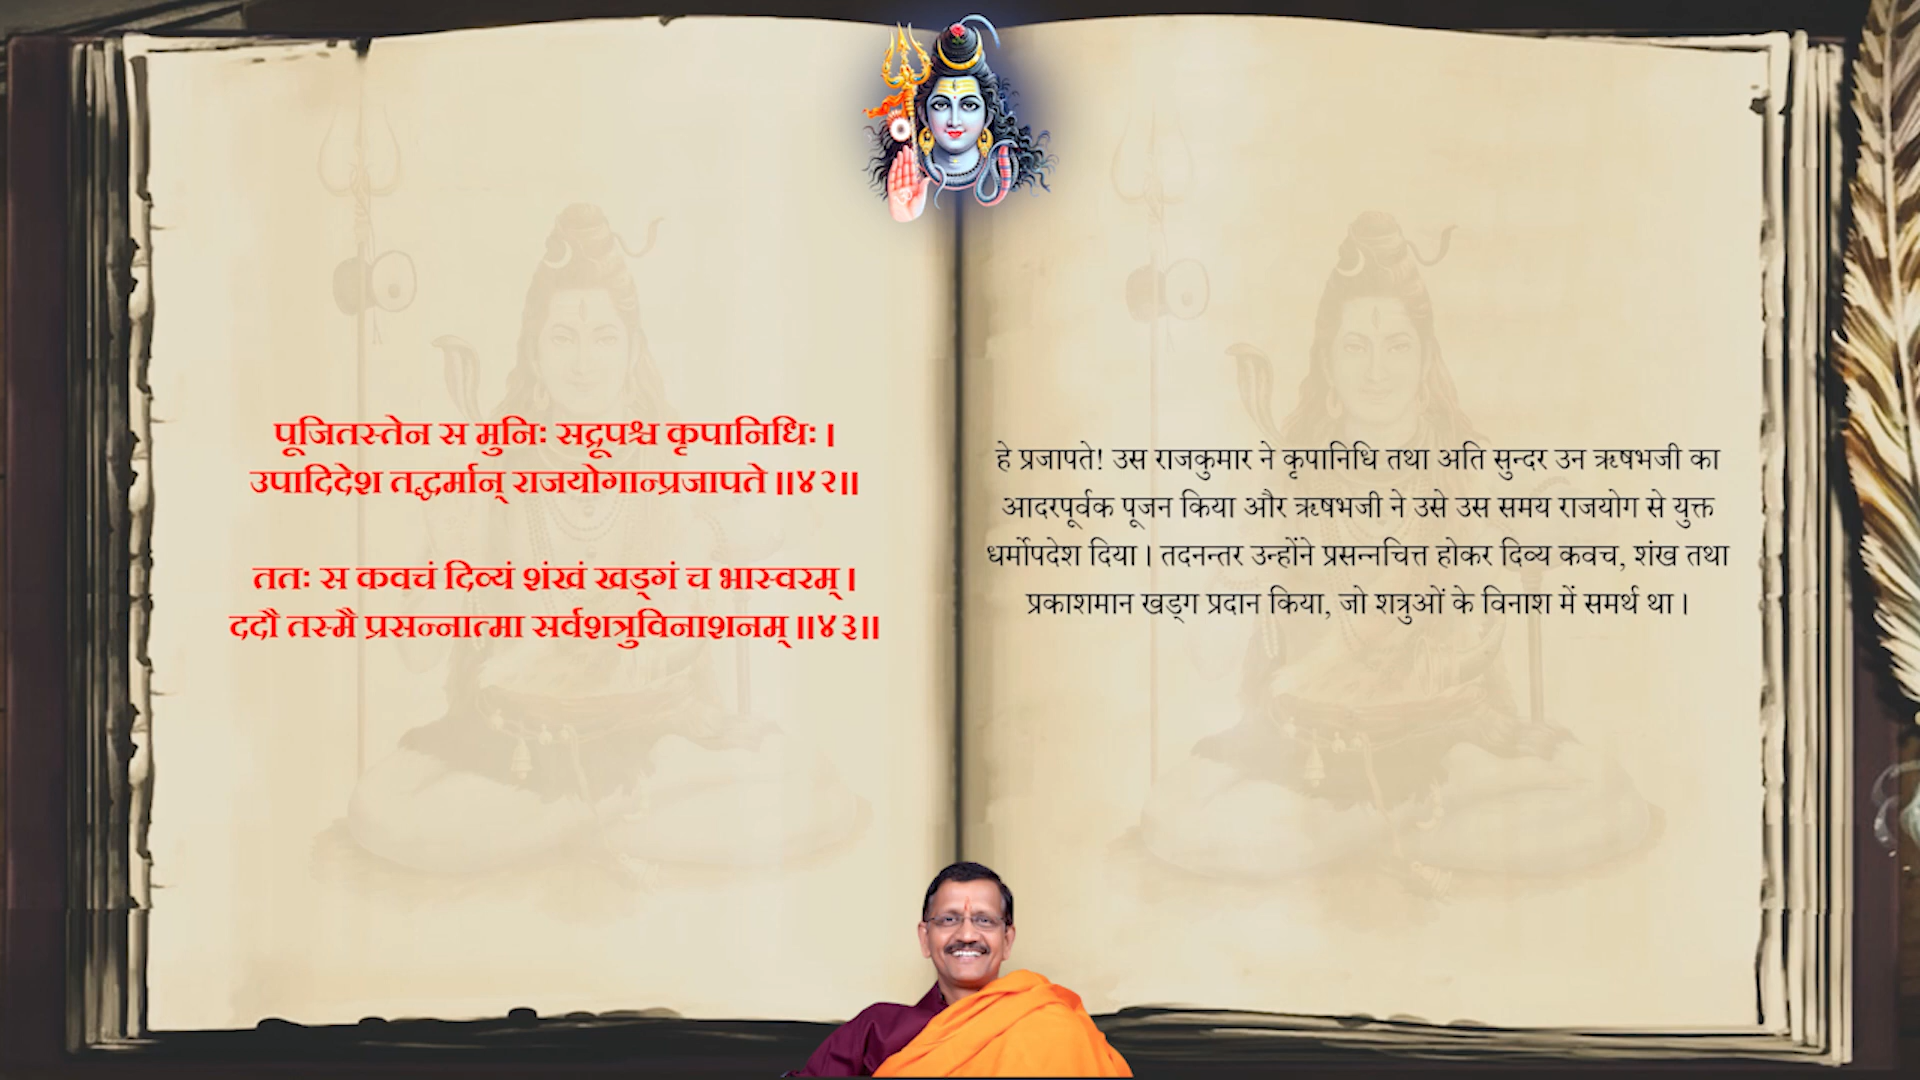 पूजितस्तेन स मुनिः सद्रूपश्च कृपानिधिः ।
उपादिदेश तद्धर्मान् राजयोगान्प्रजापते ॥४२॥
ततः स कवचं दिव्यं शंखं खड्गं च भास्वरम् ।
ददौ तस्मै प्रसन्नात्मा सर्वशत्रुविनाशनम् ॥४३॥
हे प्रजापते! उस राजकुमार ने कृपानिधि तथा अति सुन्दर उन ऋषभजी का
आदरपूर्वक पूजन किया और ऋषभजी ने उसे उस समय राजयोग से युक्त
धर्मोपदेश दिया । तदनन्तर उन्होंने प्रसन्नचित्त होकर दिव्य कवच, शंख तथा
प्रकाशमान खड्ग प्रदान किया, जो शत्रुओं के विनाश में समर्थ था ।